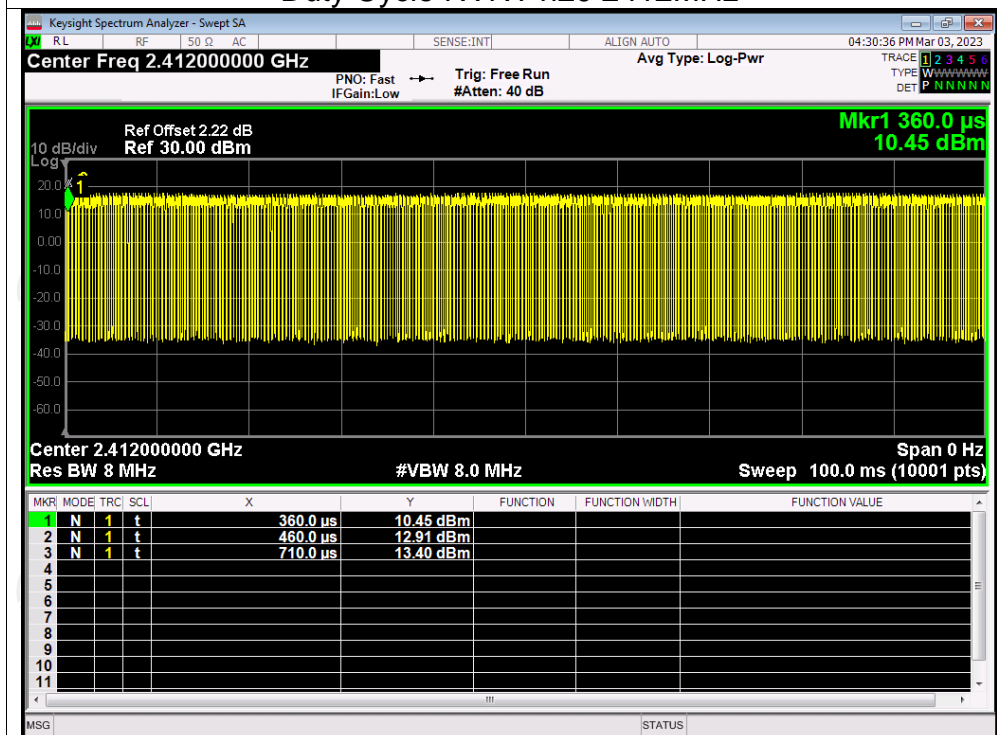 Keysight Spectrum Analyzer - Swept SA
LXI RL RF 50 Ω AC SENSE:INT ALIGN AUTO 04:30:36 PM Mar 03, 2023
Center Freq 2.412000000 GHz
PNO: Fast
IFGain:Low
Trig: Free Run
#Atten: 40 dB
Avg Type: Log-Pwr
TRACE 1 2 3 4 5 6
TYPE WWWWWWW
DET P N N N N N
Ref Offset 2.22 dB
Ref 30.00 dBm
10 dB/div
Log
Mkr1 360.0 µs
10.45 dBm
1
20.0
10.0
0.00
-10.0
-20.0
-30.0
-40.0
-50.0
-60.0
Center 2.412000000 GHz Span 0 Hz
Res BW 8 MHz #VBW 8.0 MHz Sweep 100.0 ms (10001 pts)
MKR MODE TRC SCL X Y FUNCTION FUNCTION WIDTH FUNCTION VALUE
1 N 1 t 360.0 µs 10.45 dBm
2 N 1 t 460.0 µs 12.91 dBm
3 N 1 t 710.0 µs 13.40 dBm
4
5
6
7
8
9
10
11
MSG STATUS